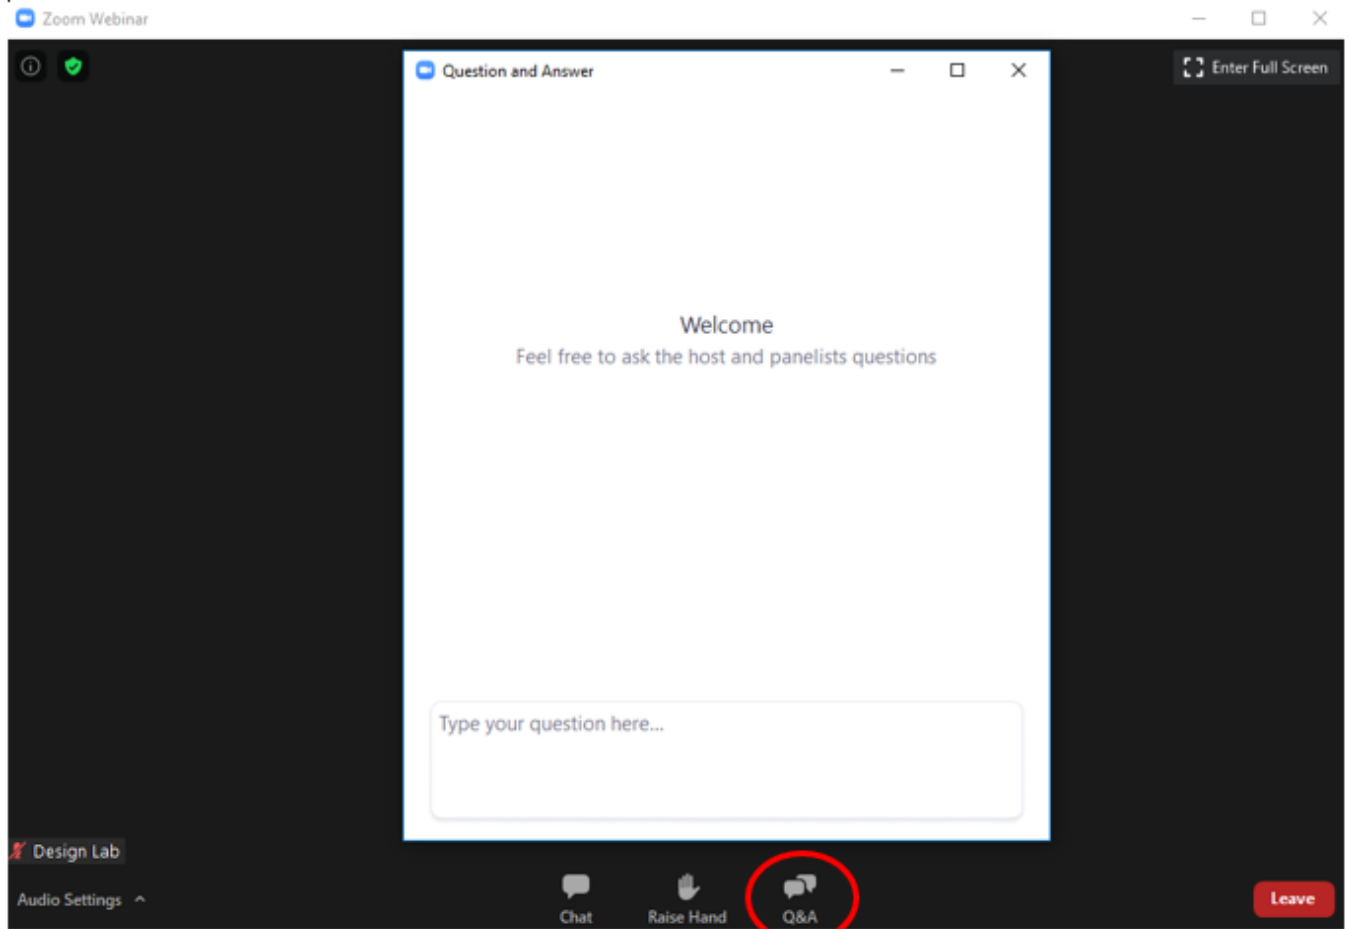 Zoom Webinar
Question and Answer
Enter Full Screen
Welcome
Feel free to ask the host and panelists questions
Type your question here...
Design Lab
Audio Settings
Chat
Raise Hand
Q&A
Leave